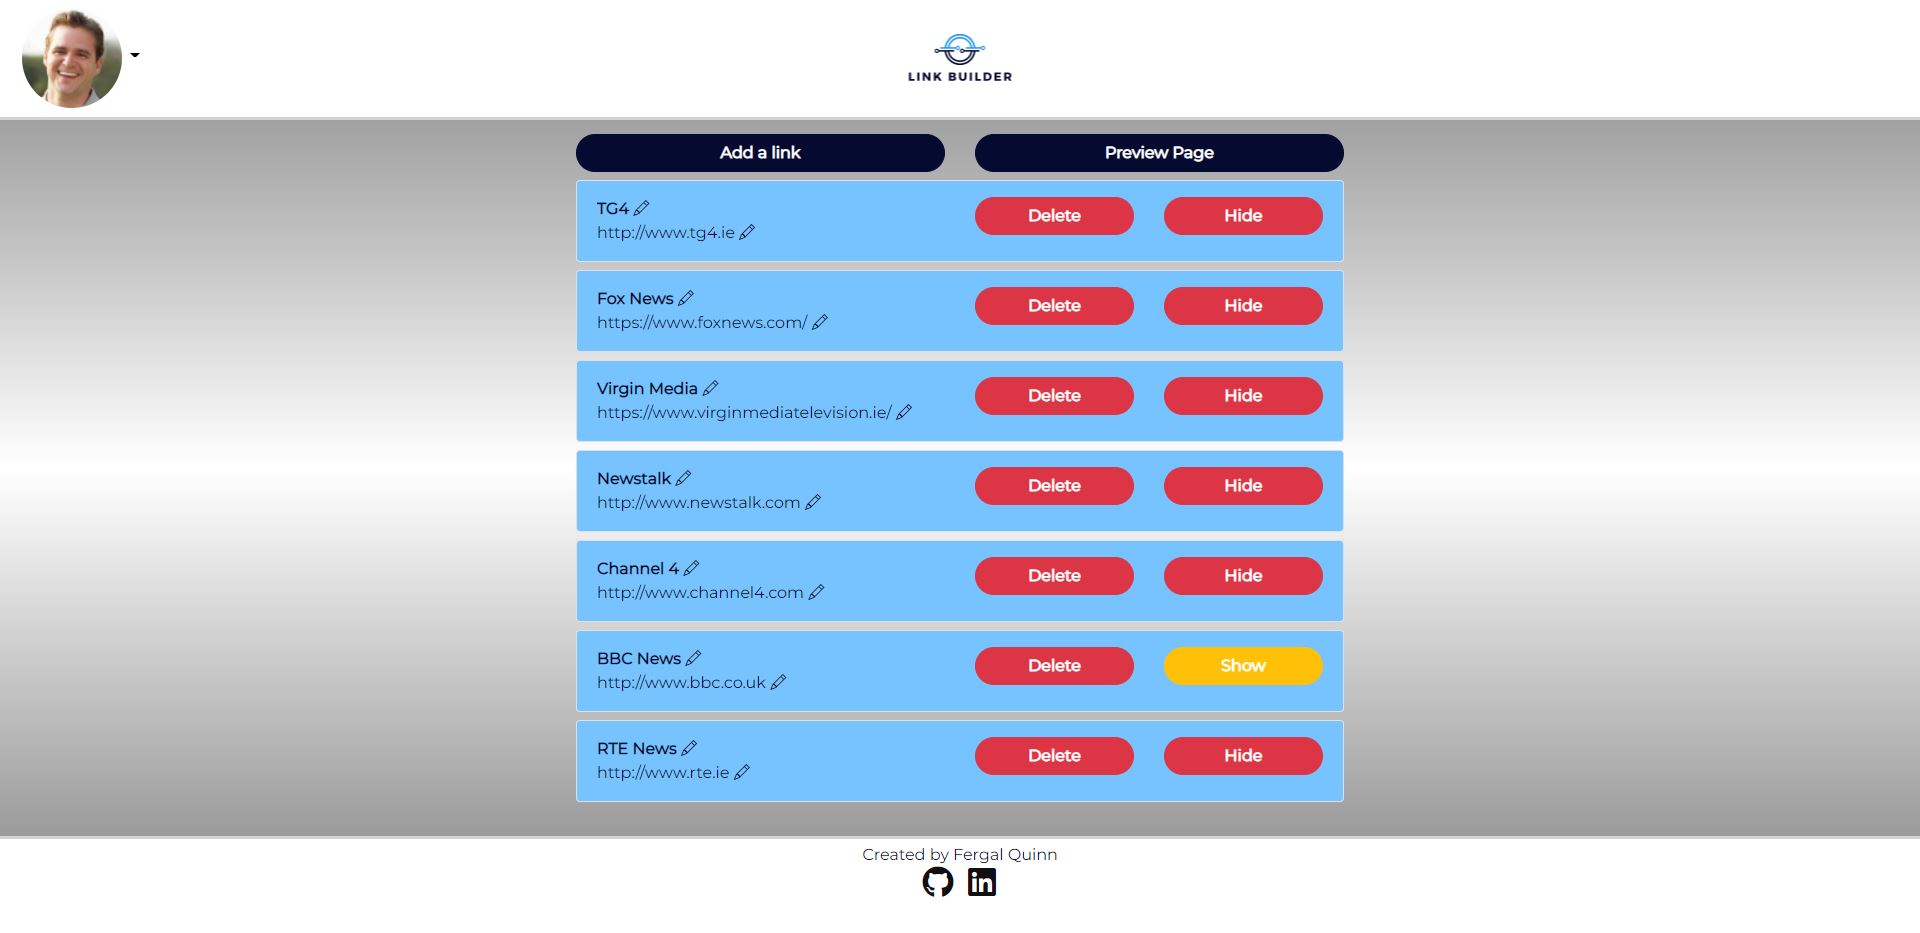 LINK BUILDER
Add a link
Preview Page
TG4
http://www.tg4.ie
Delete
Hide
Fox News
https://www.foxnews.com/
Delete
Hide
Virgin Media
https://www.virginmediatelevision.ie/
Delete
Hide
Newstalk
http://www.newstalk.com
Delete
Hide
Channel 4
http://www.channel4.com
Delete
Hide
BBC News
http://www.bbc.co.uk
Delete
Show
RTE News
http://www.rte.ie
Delete
Hide
Created by Fergal Quinn
in